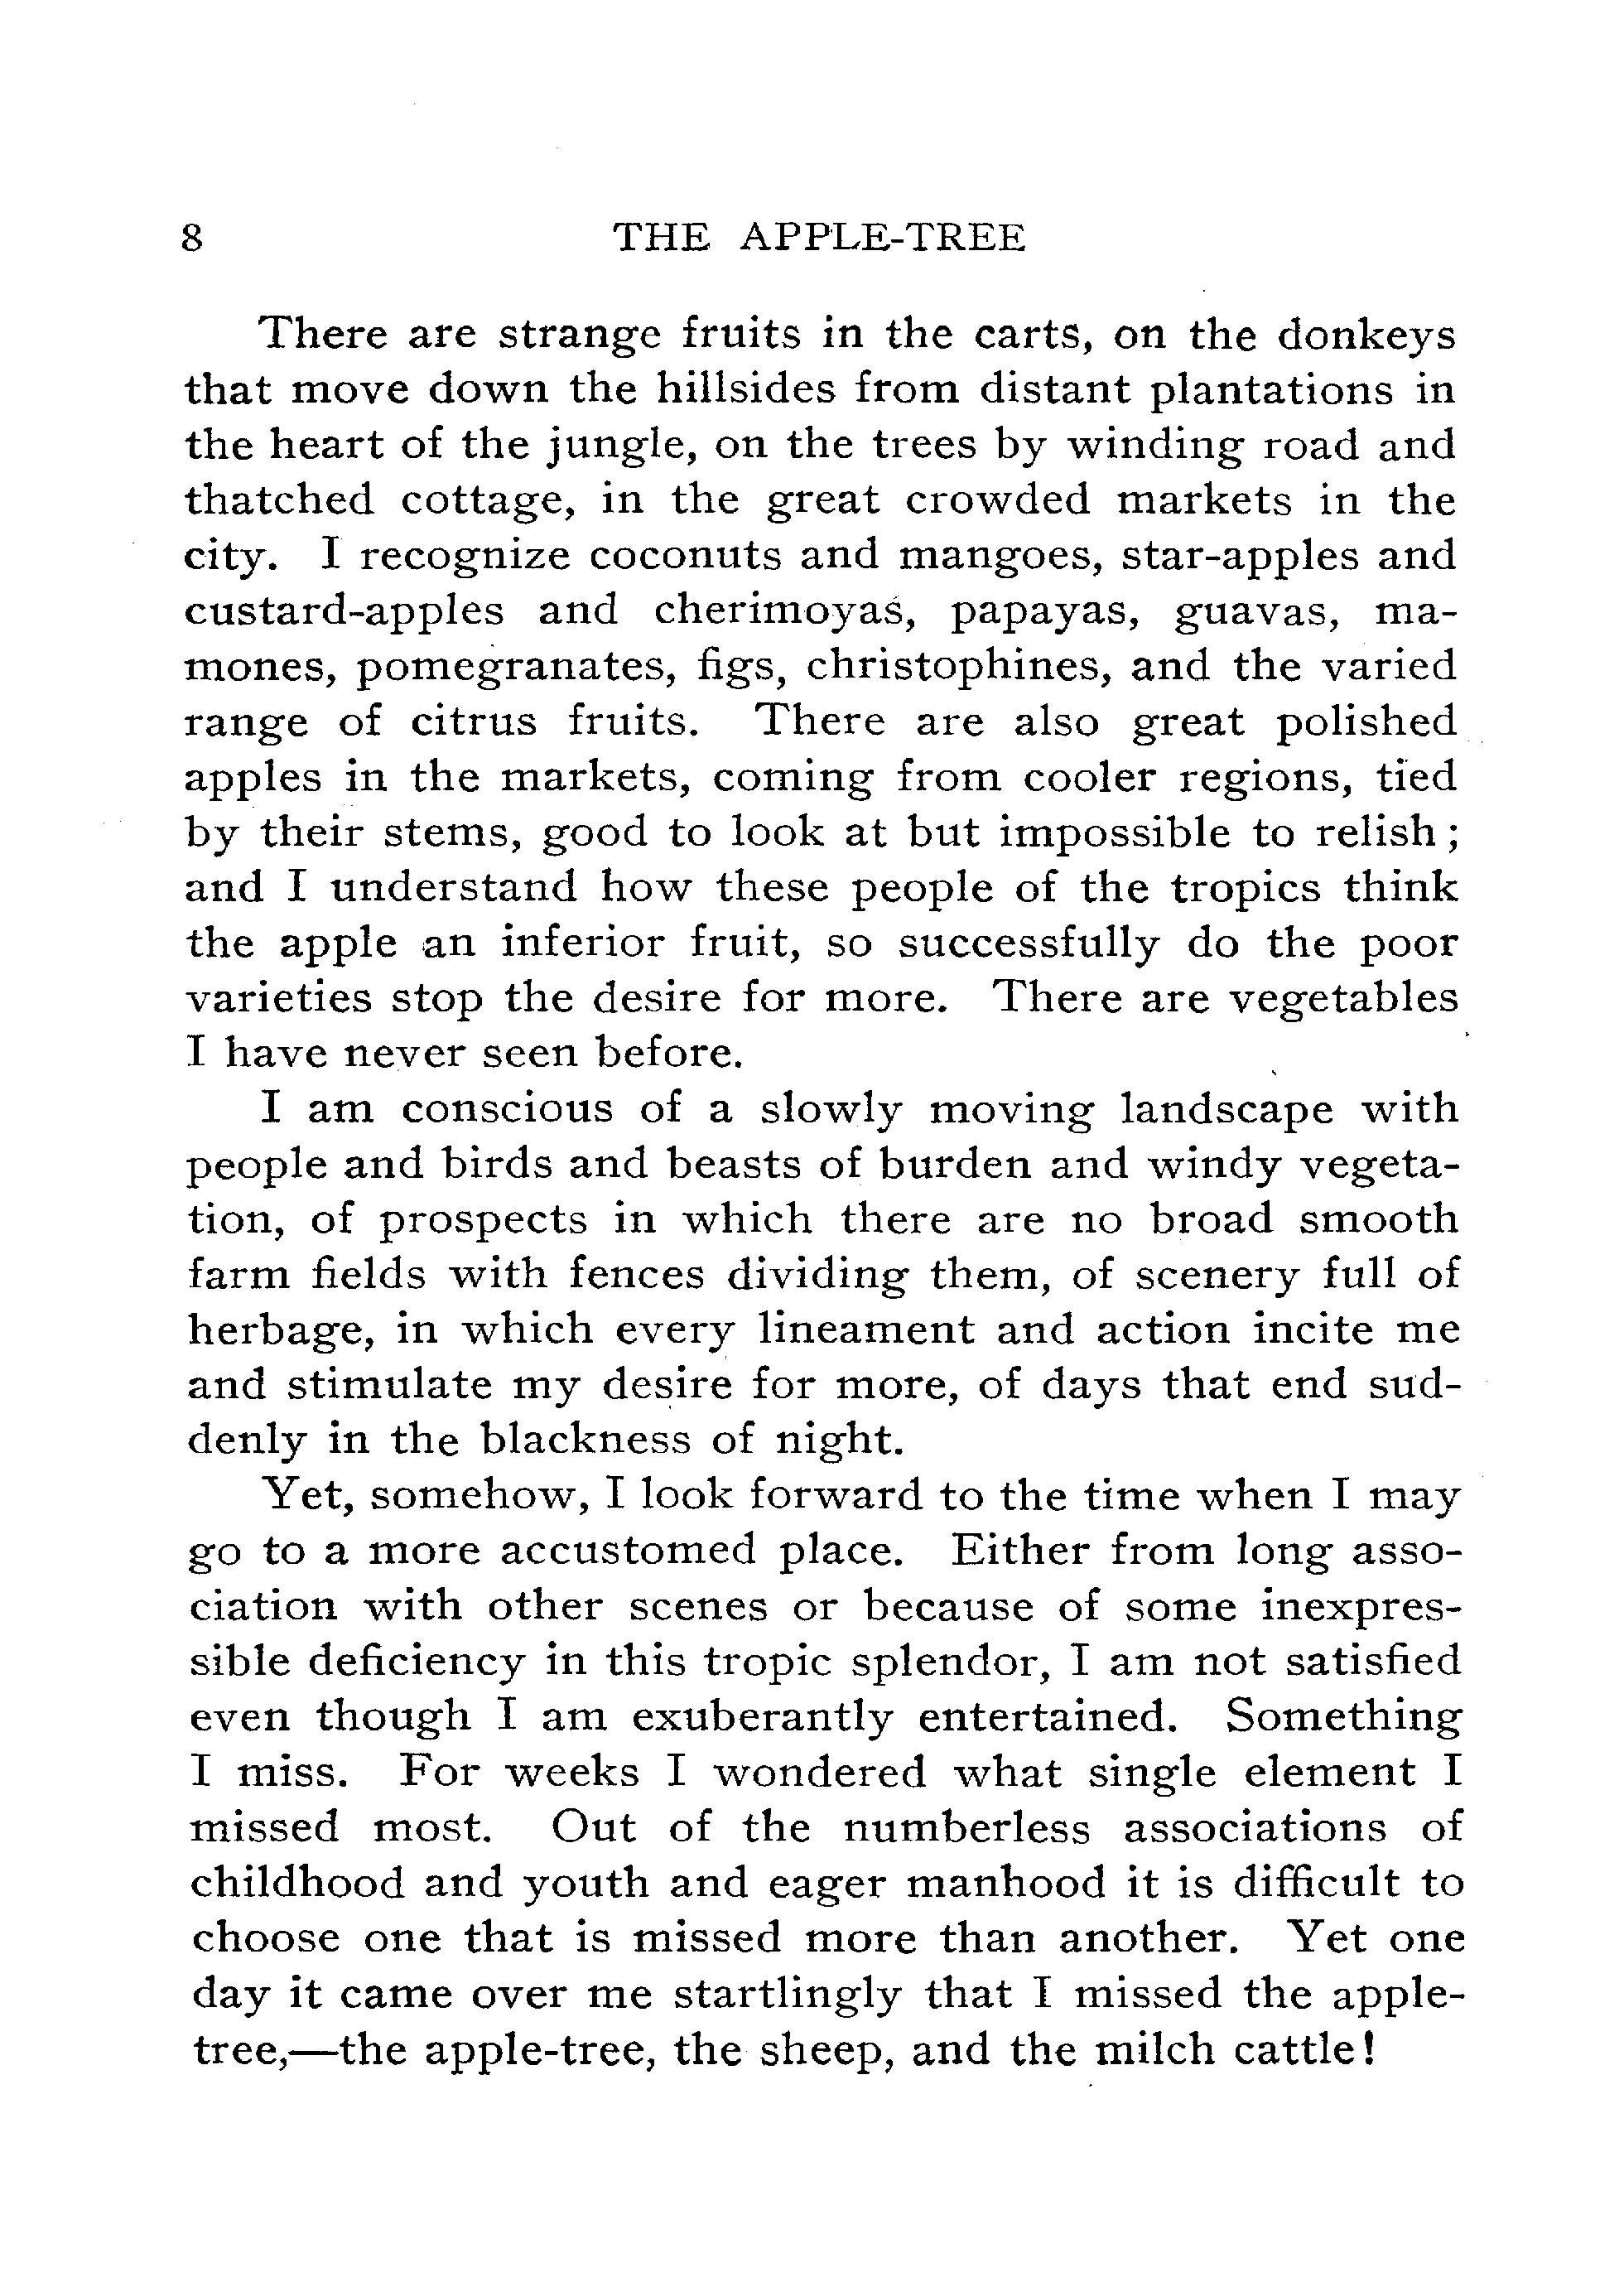 8 THE APPLE-TREE
There are strange fruits in the carts, on the donkeys
that move down the hillsides from distant plantations in
the heart of the jungle, on the trees by winding road and
thatched cottage, in the great crowded markets in the
city. I recognize coconuts and mangoes, star-apples and
custard-apples and cherimoyas, papayas, guavas, ma-
mones, pomegranates, figs, christophines, and the varied
range of citrus fruits. There are also great polished
apples in the markets, coming from cooler regions, tied
by their stems, good to look at but impossible to relish;
and I understand how these people of the tropics think
the apple an inferior fruit, so successfully do the poor
varieties stop the desire for more. There are vegetables
I have never seen before.
I am conscious of a slowly moving landscape with
people and birds and beasts of burden and windy vegeta-
tion, of prospects in which there are no broad smooth
farm fields with fences dividing them, of scenery full of
herbage, in which every lineament and action incite me
and stimulate my desire for more, of days that end sud-
denly in the blackness of night.
Yet, somehow, I look forward to the time when I may
go to a more accustomed place. Either from long asso-
ciation with other scenes or because of some inexpres-
sible deficiency in this tropic splendor, I am not satisfied
even though I am exuberantly entertained. Something
I miss. For weeks I wondered what single element I
missed most. Out of the numberless associations of
childhood and youth and eager manhood it is difficult to
choose one that is missed more than another. Yet one
day it came over me startlingly that I missed the apple-
tree,—the apple-tree, the sheep, and the milch cattle!